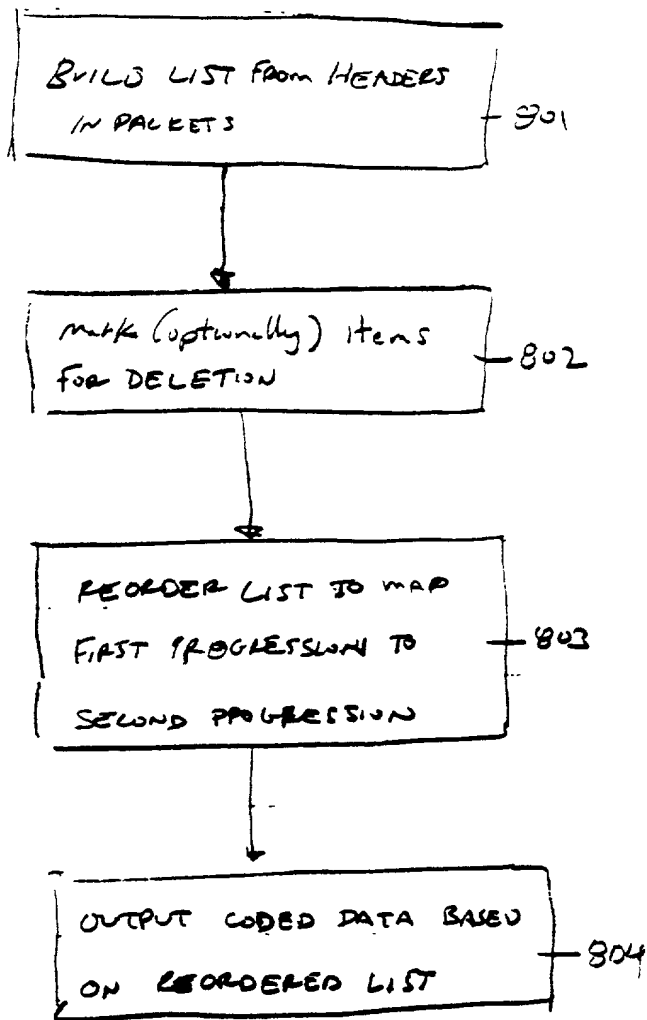 BUILD LIST FROM HEADERS
IN PACKETS
801
Mark (optionally) items
FOR DELETION
802
REORDER LIST TO MAP
FIRST PROGRESSION TO
SECOND PROGRESSION
803
OUTPUT CODED DATA BASED
ON REORDERED LIST
804